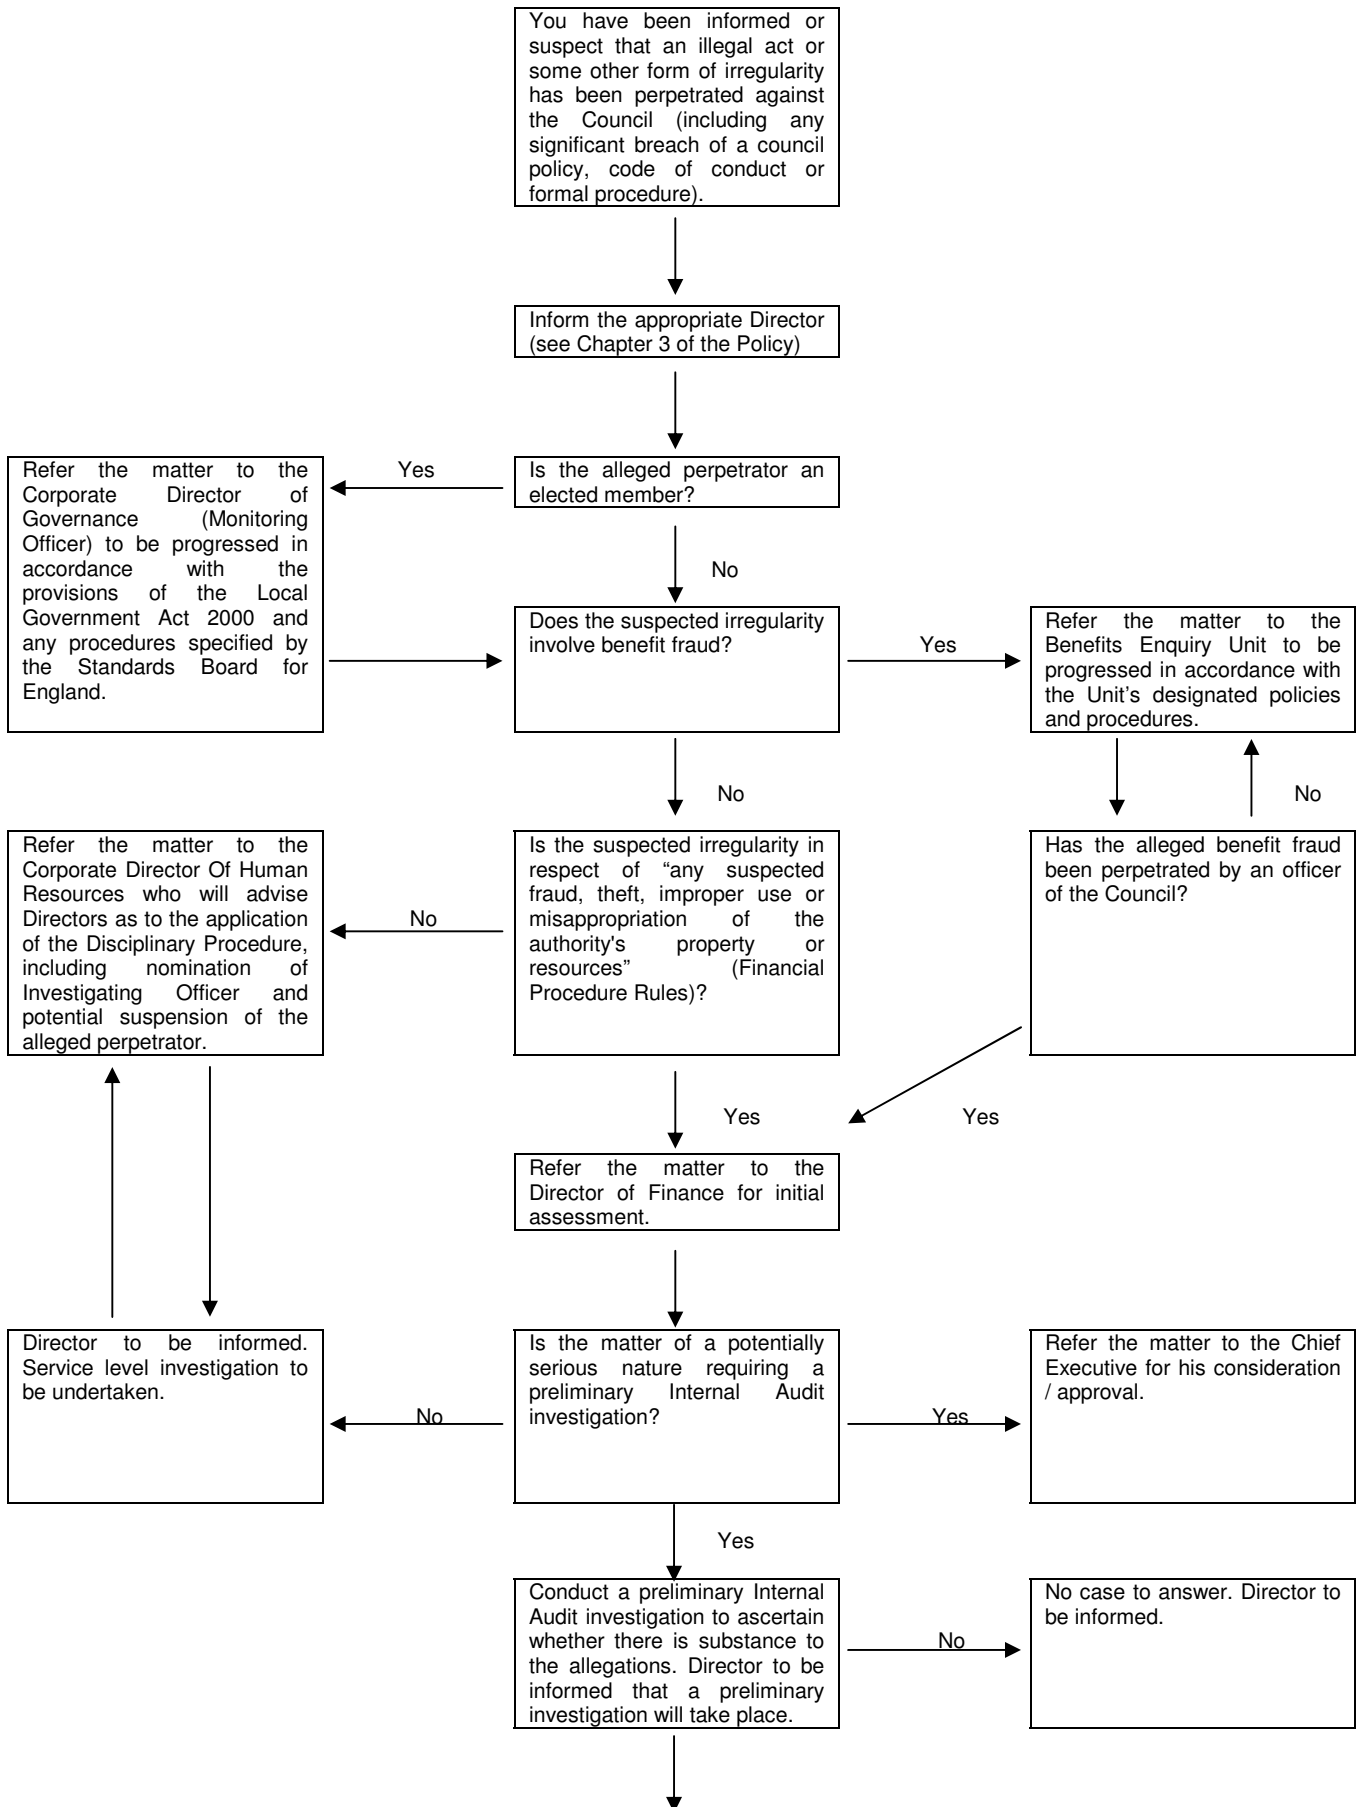 You have been informed or
suspect that an illegal act or
some other form of irregularity
has been perpetrated against
the Council (including any
significant breach of a council
policy, code of conduct or
formal procedure).
Inform the appropriate Director
(see Chapter 3 of the Policy)
Is the alleged perpetrator an
elected member?
Yes
Refer the matter to the
Corporate Director of
Governance (Monitoring
Officer) to be progressed in
accordance with the
provisions of the Local
Government Act 2000 and
any procedures specified by
the Standards Board for
England.
No
Does the suspected irregularity
involve benefit fraud?
Yes
Refer the matter to the
Benefits Enquiry Unit to be
progressed in accordance with
the Unit's designated policies
and procedures.
No
No
Refer the matter to the
Corporate Director Of Human
Resources who will advise
Directors as to the application
of the Disciplinary Procedure,
including nomination of
Investigating Officer and
potential suspension of the
alleged perpetrator.
No
Is the suspected irregularity in
respect of “any suspected
fraud, theft, improper use or
misappropriation of the
authority's property or
resources” (Financial
Procedure Rules)?
Has the alleged benefit fraud
been perpetrated by an officer
of the Council?
Yes
Yes
Refer the matter to the
Director of Finance for initial
assessment.
Director to be informed.
Service level investigation to
be undertaken.
No
Is the matter of a potentially
serious nature requiring a
preliminary Internal Audit
investigation?
Yes
Refer the matter to the Chief
Executive for his consideration
/ approval.
Yes
Conduct a preliminary Internal
Audit investigation to ascertain
whether there is substance to
the allegations. Director to be
informed that a preliminary
investigation will take place.
No
No case to answer. Director to
be informed.